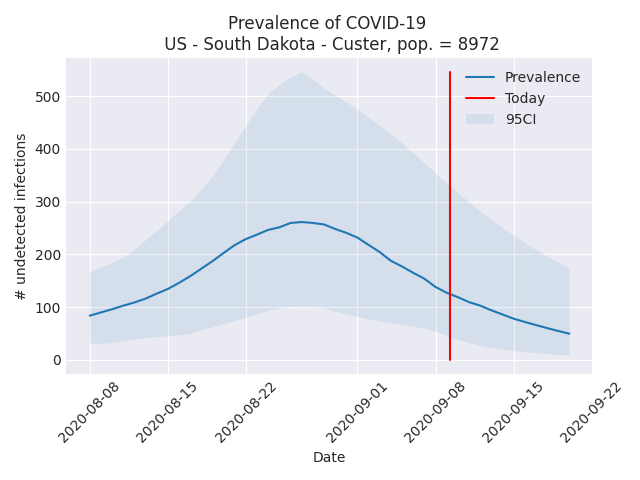 Prevalence of COVID-19
US - South Dakota - Custer, pop. = 8972
Prevalence
Today
95CI
# undetected infections
500
400
300
200
100
0
2020-08-08
2020-08-15
2020-08-22
2020-09-01
2020-09-08
2020-09-15
2020-09-22
Date